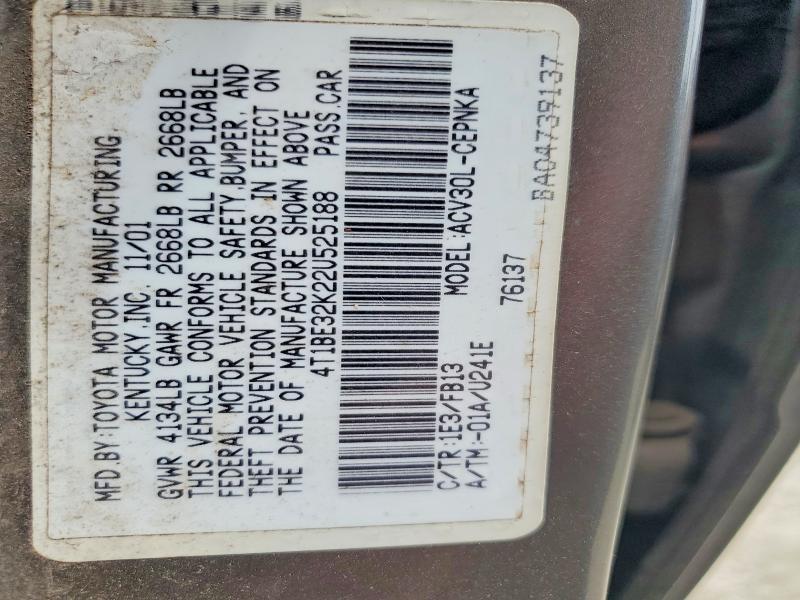 MFD.BY:TOYOTA MOTOR MANUFACTURING,
KENTUCKY,INC. 11/01
GVWR 4134LB GAWR FR 2668LB RR 2668LB
THIS VEHICLE CONFORMS TO ALL APPLICABLE
FEDERAL MOTOR VEHICLE SAFETY,BUMPER, AND
THEFT PREVENTION STANDARDS IN EFFECT ON
THE DATE OF MANUFACTURE SHOWN ABOVE
4T1BE32K22U525188 PASS.CAR
C/TR:1E3/FB13 MODEL:ACV30L-CEPNKA
A/TM:-01A/U241E
76137
BA04739137